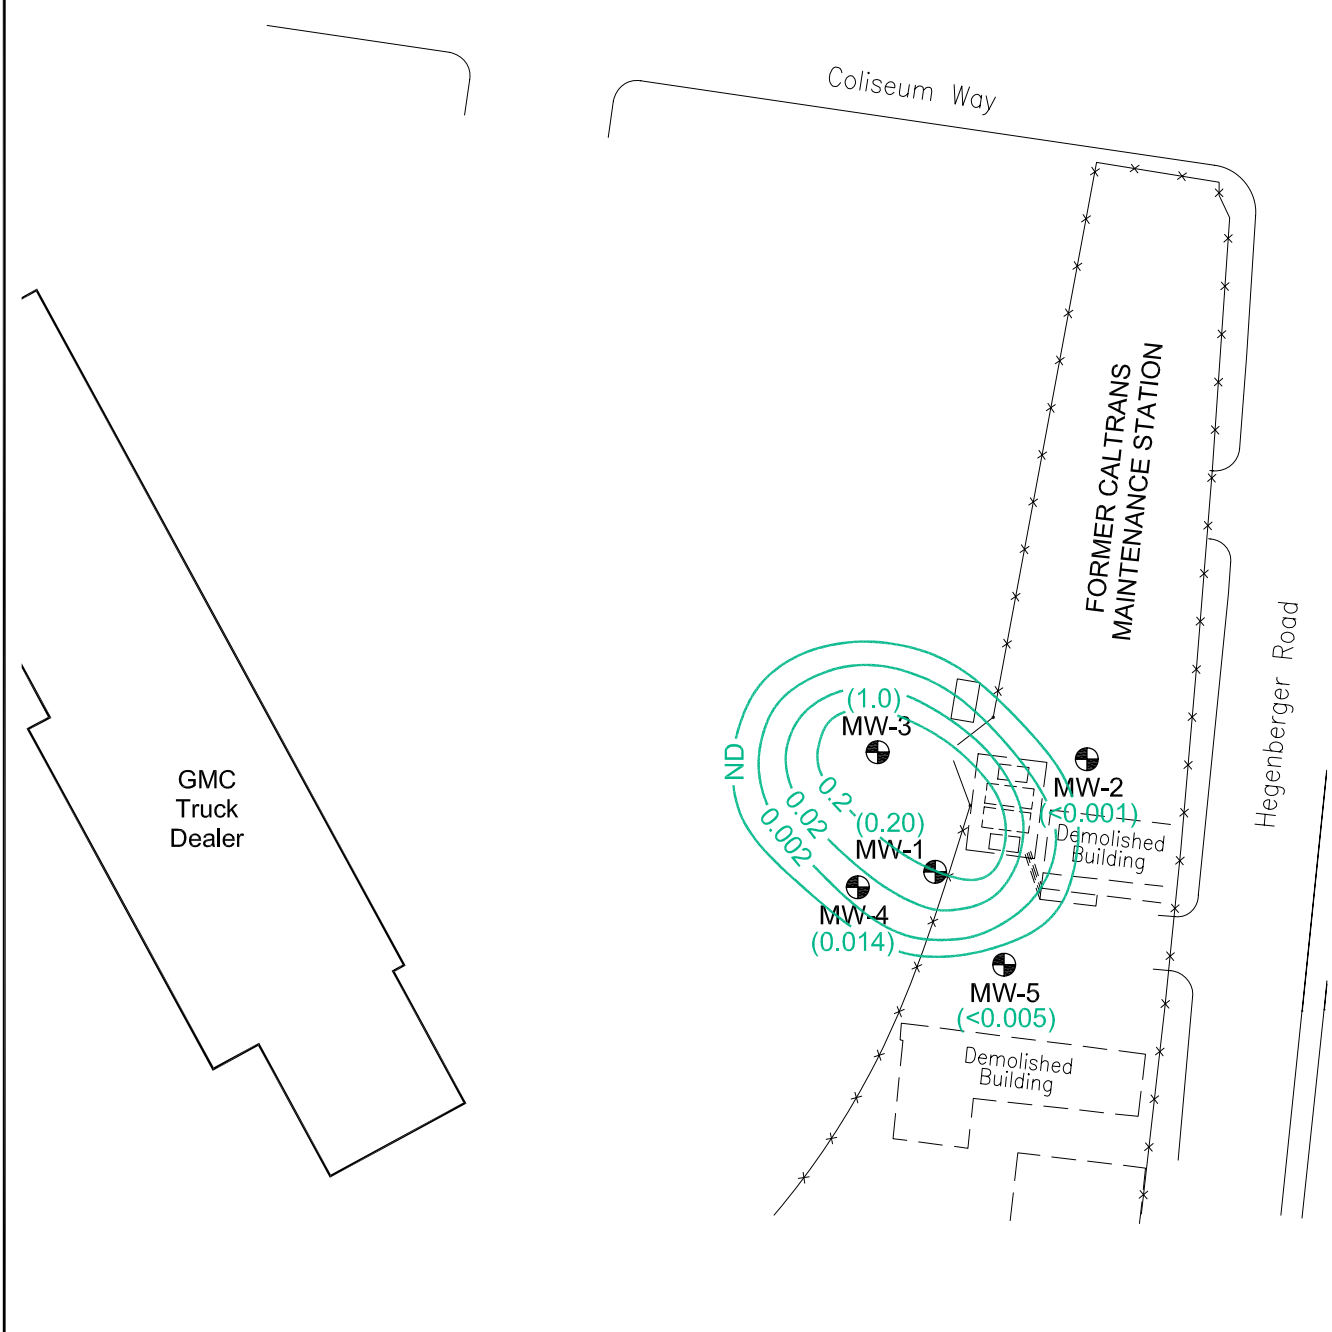 Coliseum Way
FORMER CALTRANS
MAINTENANCE STATION
Hegenberger Road
(1.0)
MW-3
ND
0.2
0.02
0.002
(0.20)
MW-1
MW-2
(<0.001)
Demolished
Building
MW-4
(0.014)
MW-5
(<0.005)
Demolished
Building
GMC
Truck
Dealer